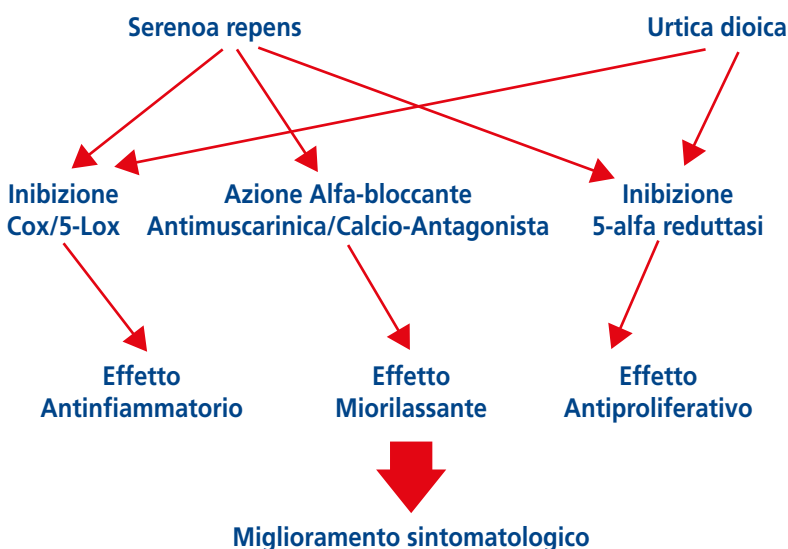 Serenoa repens
Urtica dioica
Inibizione
Cox/5-Lox
Azione Alfa-bloccante
Antimuscarinica/Calcio-Antagonista
Inibizione
5-alfa reduttasi
Effetto
Antinfiammatorio
Effetto
Miorilassante
Effetto
Antiproliferativo
Miglioramento sintomatologico